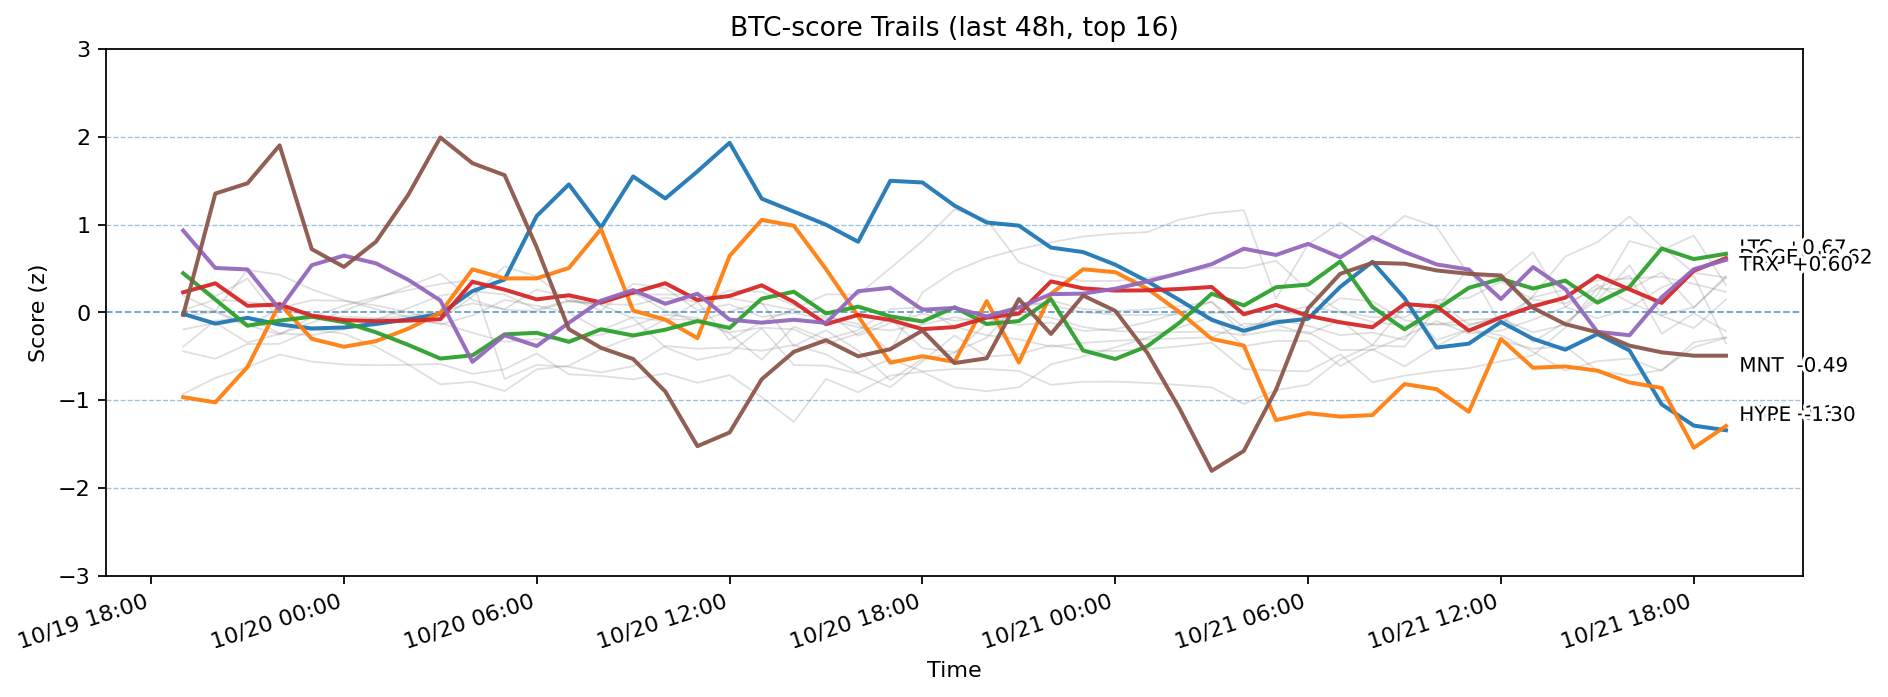 BTC-score Trails (last 48h, top 16)
Score (z)
3
2
1
0
−1
−2
−3
TRX +0.60
MNT -0.49
HYPE -1.30
10/19 18:00
10/20 00:00
10/20 06:00
10/20 12:00
10/20 18:00
10/21 00:00
10/21 06:00
10/21 12:00
10/21 18:00
Time